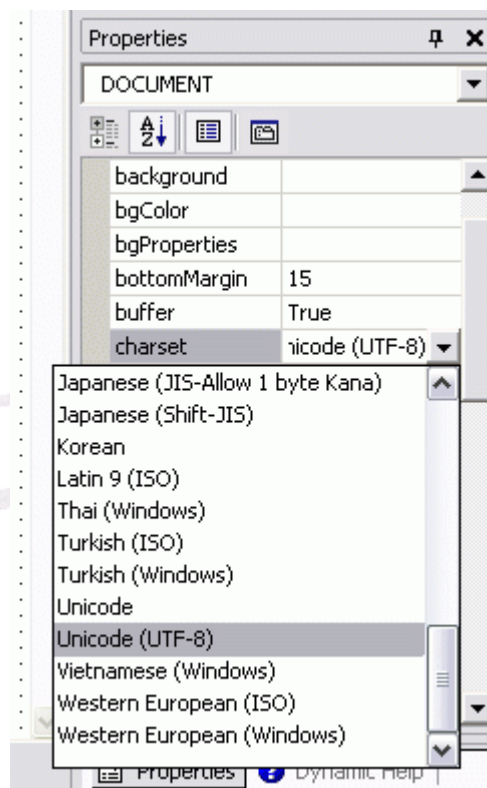 Properties
DOCUMENT
background
bgColor
bgProperties
bottomMargin 15
buffer True
charset nicode (UTF-8)
Japanese (JIS-Allow 1 byte Kana)
Japanese (Shift-JIS)
Korean
Latin 9 (ISO)
Thai (Windows)
Turkish (ISO)
Turkish (Windows)
Unicode
Unicode (UTF-8)
Vietnamese (Windows)
Western European (ISO)
Western European (Windows)
Properties Dynamic Help